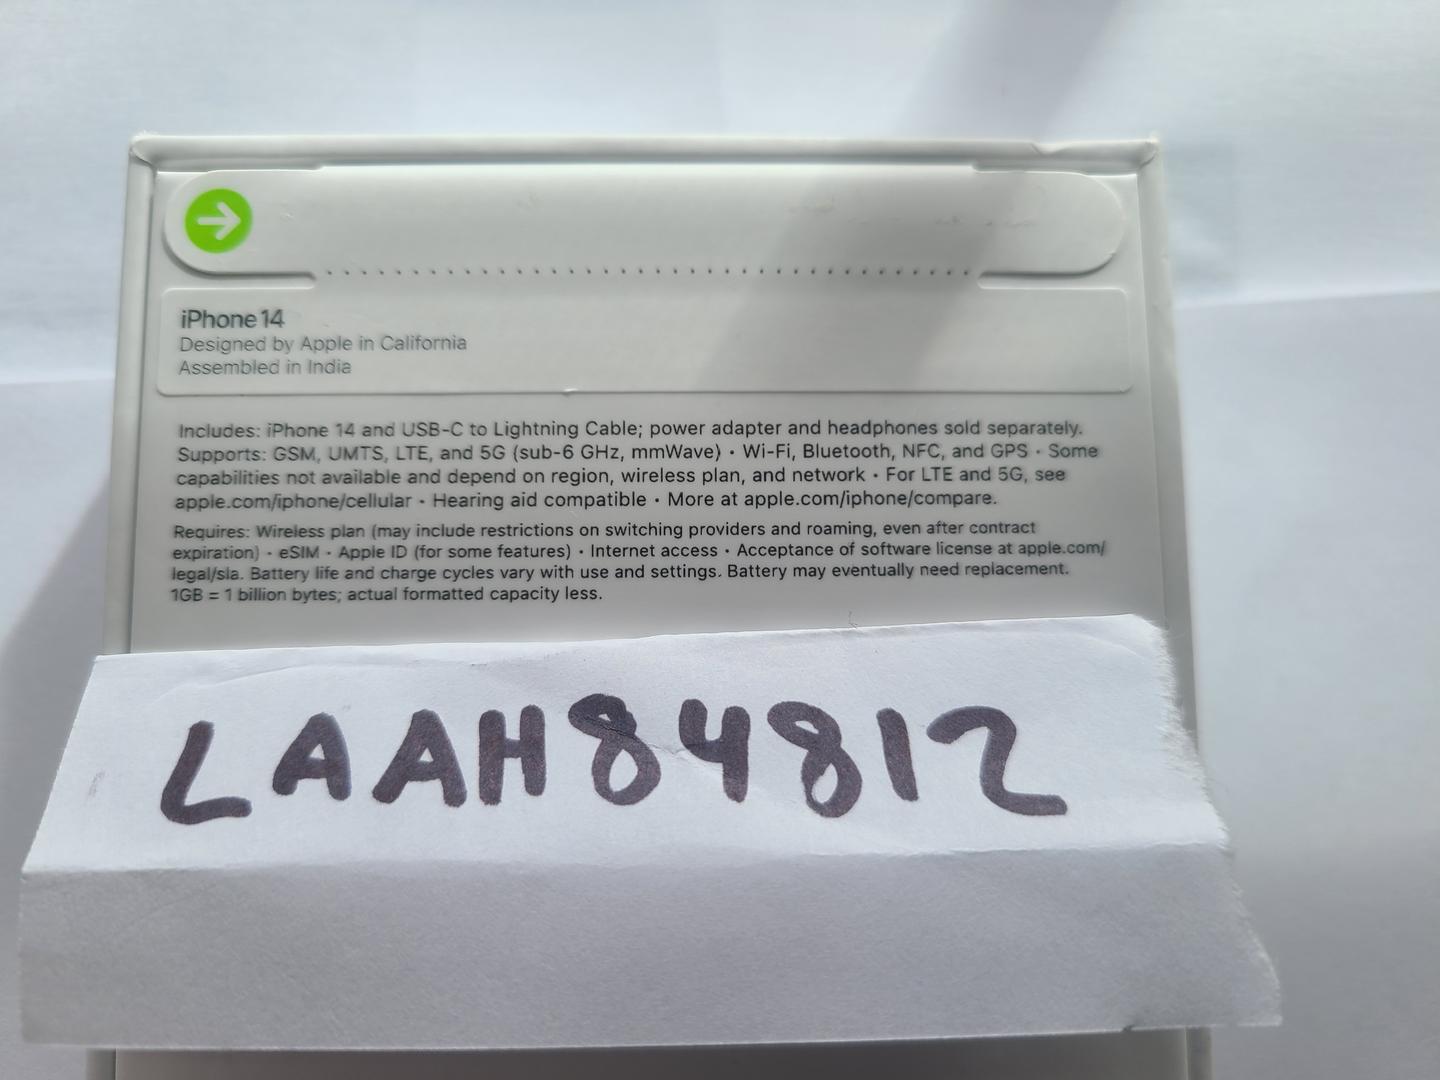 iPhone 14
Designed by Apple in California
Assembled in India
Includes: iPhone 14 and USB-C to Lightning Cable; power adapter and headphones sold separately.
Supports: GSM, UMTS, LTE, and 5G (sub-6 GHz, mmWave) • Wi-Fi, Bluetooth, NFC, and GPS • Some
capabilities not available and depend on region, wireless plan, and network • For LTE and 5G, see
apple.com/iphone/cellular • Hearing aid compatible • More at apple.com/iphone/compare.
Requires: Wireless plan (may include restrictions on switching providers and roaming, even after contract
expiration) • eSIM • Apple ID (for some features) • Internet access • Acceptance of software license at apple.com/
legal/sla. Battery life and charge cycles vary with use and settings. Battery may eventually need replacement.
1GB = 1 billion bytes; actual formatted capacity less.
LAAH84812